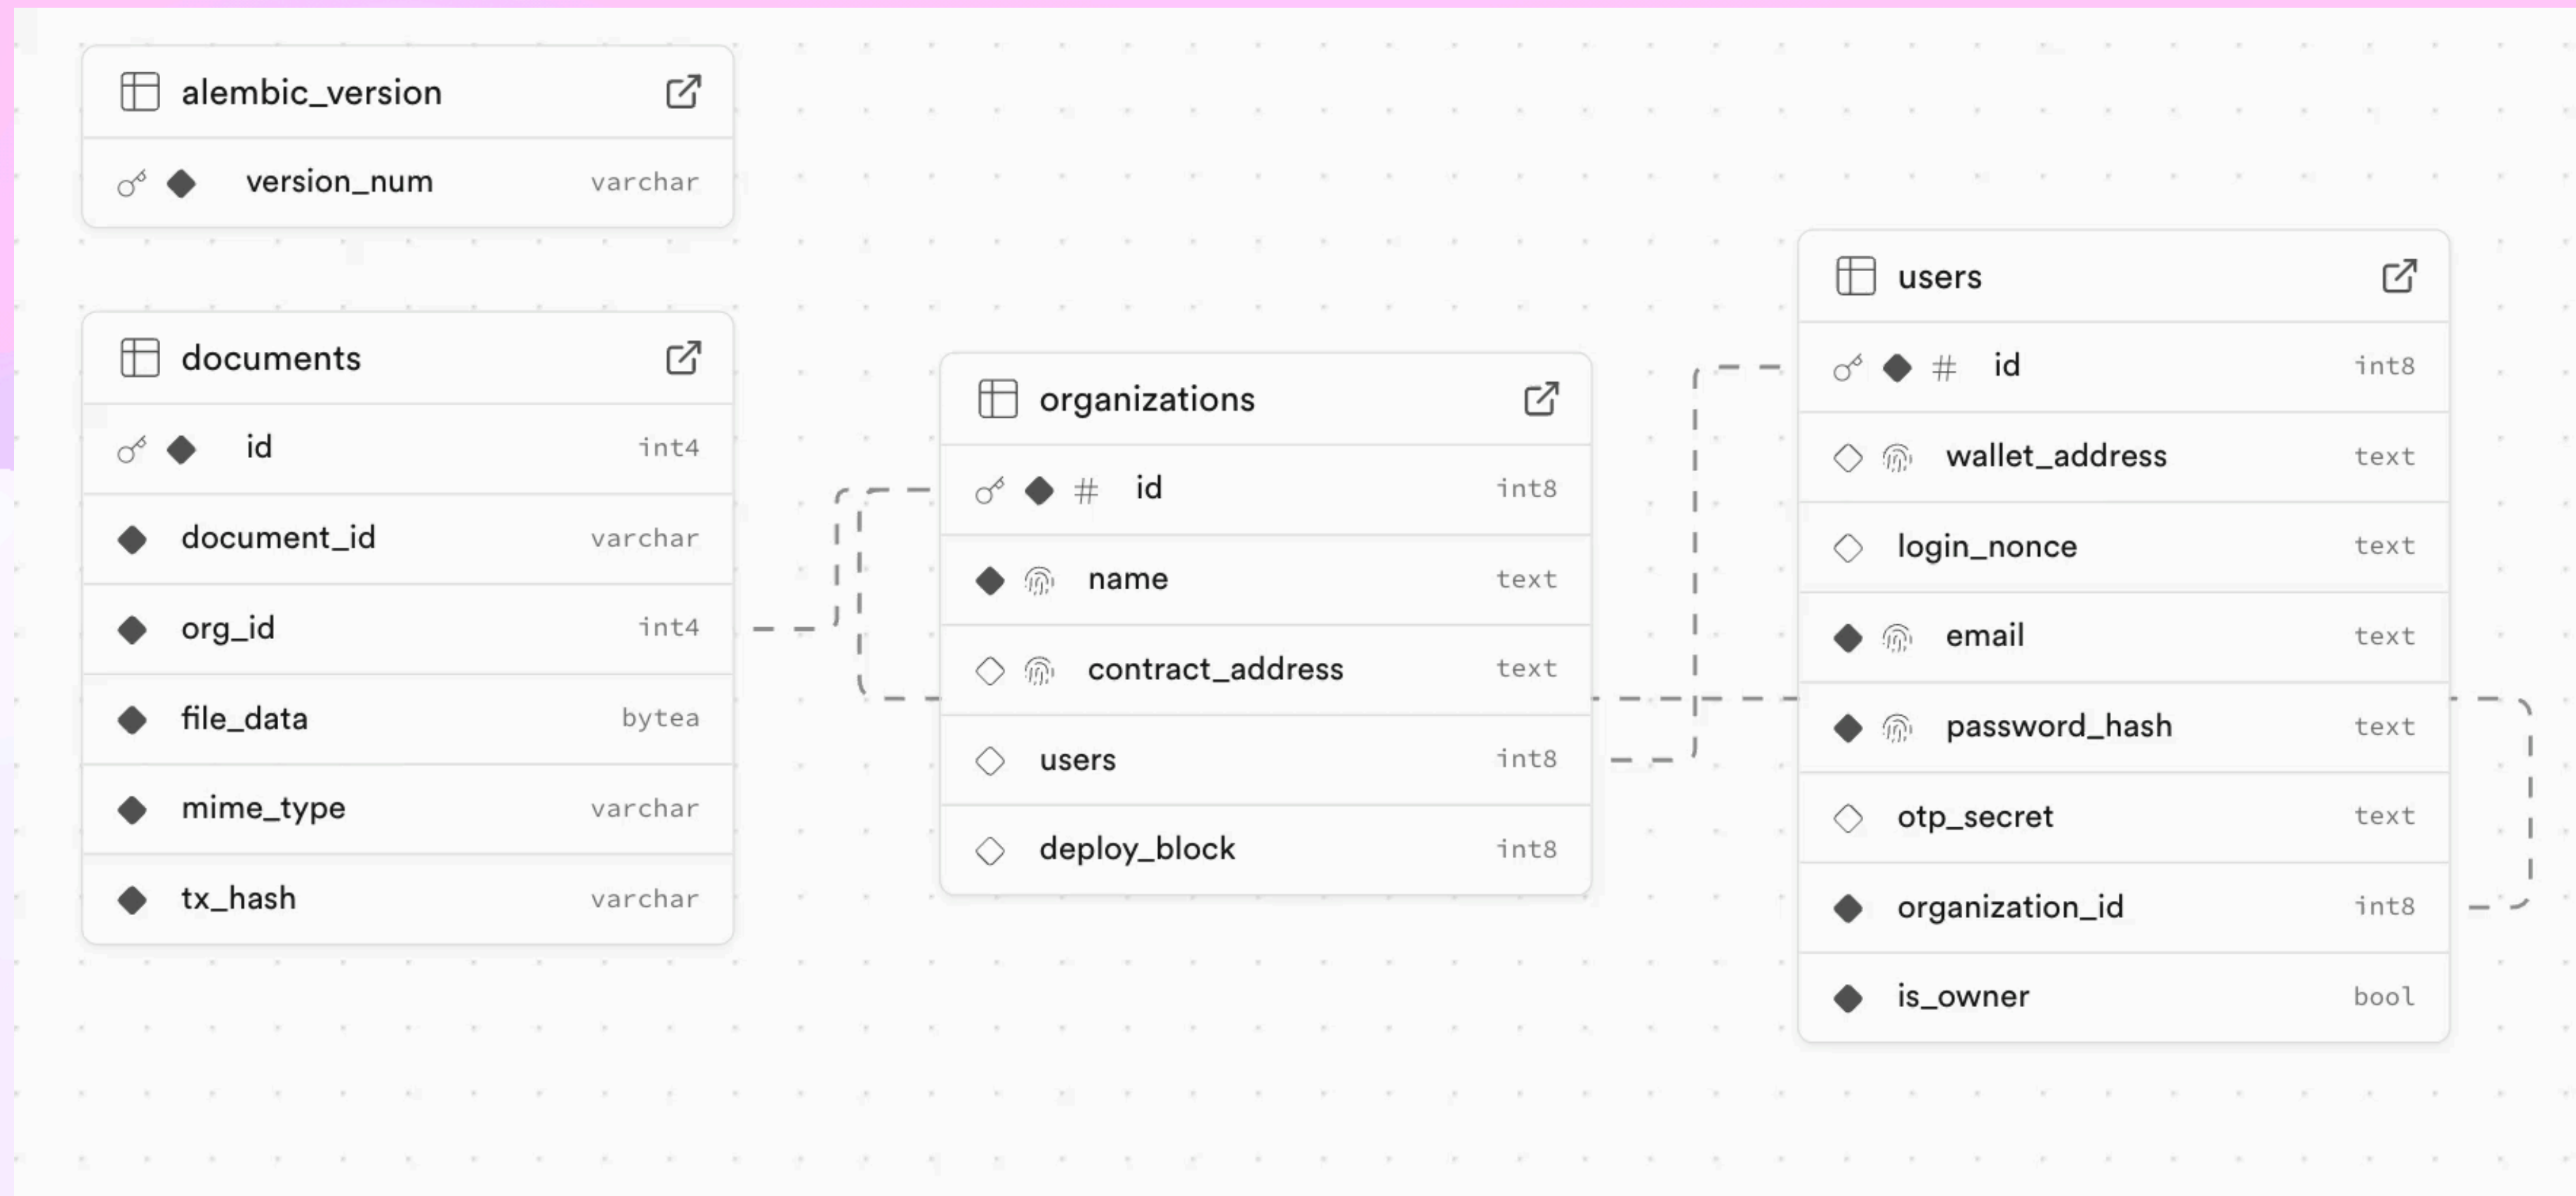 alembic_version
version_num varchar
documents
id int4
document_id varchar
org_id int4
file_data bytea
mime_type varchar
tx_hash varchar
organizations
# id int8
name text
contract_address text
users int8
deploy_block int8
users
# id int8
wallet_address text
login_nonce text
email text
password_hash text
otp_secret text
organization_id int8
is_owner bool